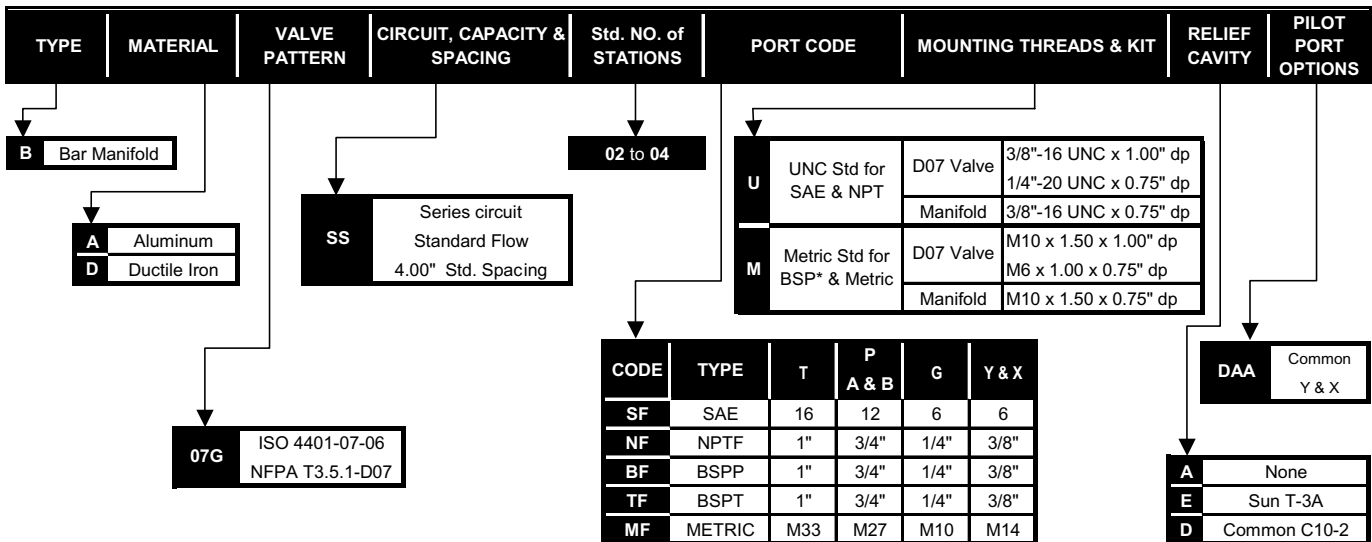 TYPE
MATERIAL
VALVE
PATTERN
CIRCUIT, CAPACITY &
SPACING
Std. NO. of
STATIONS
PORT CODE
MOUNTING THREADS & KIT
RELIEF
CAVITY
PILOT
PORT
OPTIONS
B Bar Manifold
A Aluminum
D Ductile Iron
07G
ISO 4401-07-06
NFPA T3.5.1-D07
SS
Series circuit
Standard Flow
4.00" Std. Spacing
02 to 04
U
UNC Std for
SAE & NPT
D07 Valve
3/8"-16 UNC x 1.00" dp
1/4"-20 UNC x 0.75" dp
Manifold 3/8"-16 UNC x 0.75" dp
M
Metric Std for
BSP* & Metric
D07 Valve
M10 x 1.50 x 1.00" dp
M6 x 1.00 x 0.75" dp
Manifold M10 x 1.50 x 0.75" dp
CODE TYPE T P A & B G Y & X
SF SAE 16 12 6 6
NF NPTF 1" 3/4" 1/4" 3/8"
BF BSPP 1" 3/4" 1/4" 3/8"
TF BSPT 1" 3/4" 1/4" 3/8"
MF METRIC M33 M27 M10 M14
DAA
Common
Y & X
A None
E Sun T-3A
D Common C10-2